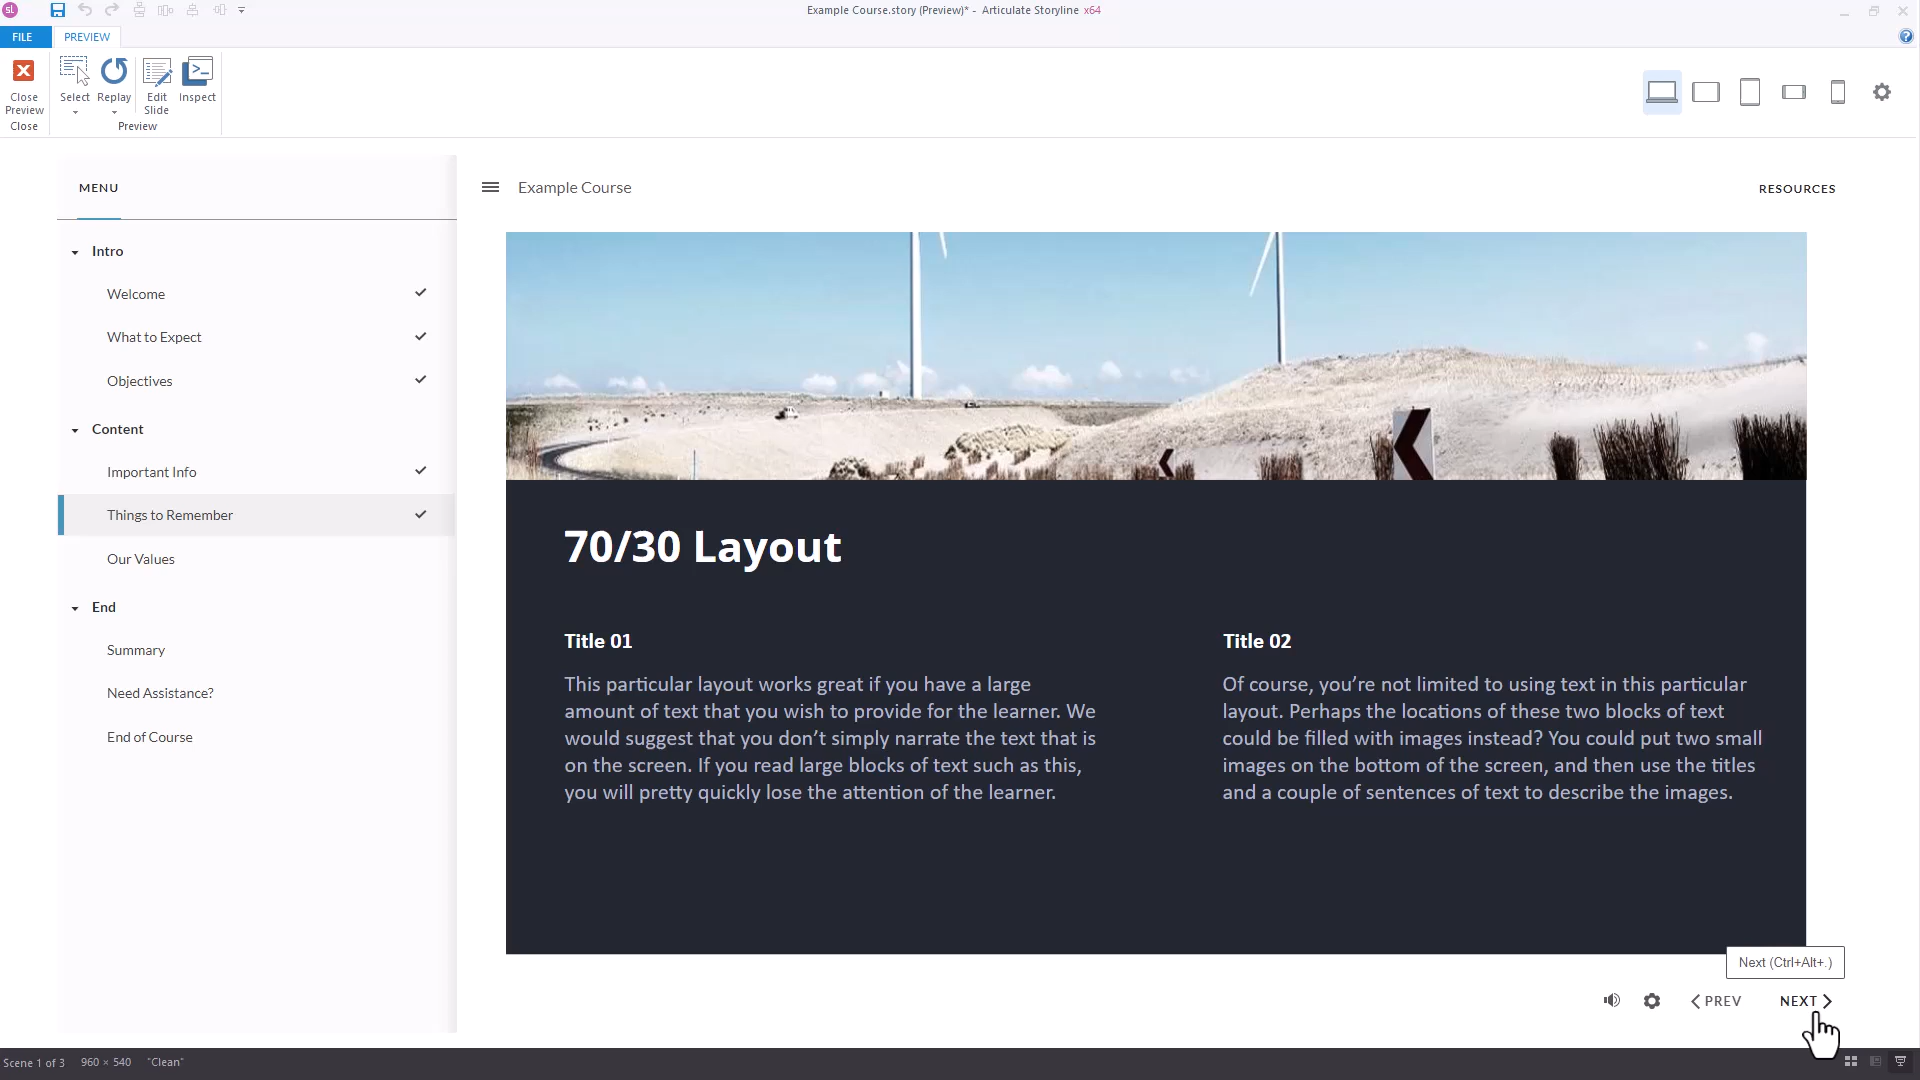 sl
Example Course.story (Preview)* - Articulate Storyline x64
FILE
PREVIEW
Close Preview
Select
Replay
Edit Slide
Inspect
Close
Preview
MENU
Example Course
RESOURCES
Intro
Welcome
What to Expect
Objectives
Content
Important Info
Things to Remember
Our Values
End
Summary
Need Assistance?
End of Course
70/30 Layout
Title 01
This particular layout works great if you have a large
amount of text that you wish to provide for the learner. We
would suggest that you don’t simply narrate the text that is
on the screen. If you read large blocks of text such as this,
you will pretty quickly lose the attention of the learner.
Title 02
Of course, you’re not limited to using text in this particular
layout. Perhaps the locations of these two blocks of text
could be filled with images instead? You could put two small
images on the bottom of the screen, and then use the titles
and a couple of sentences of text to describe the images.
Next (Ctrl+Alt+.)
PREV
NEXT
Scene 1 of 3
960 × 540
"Clean"